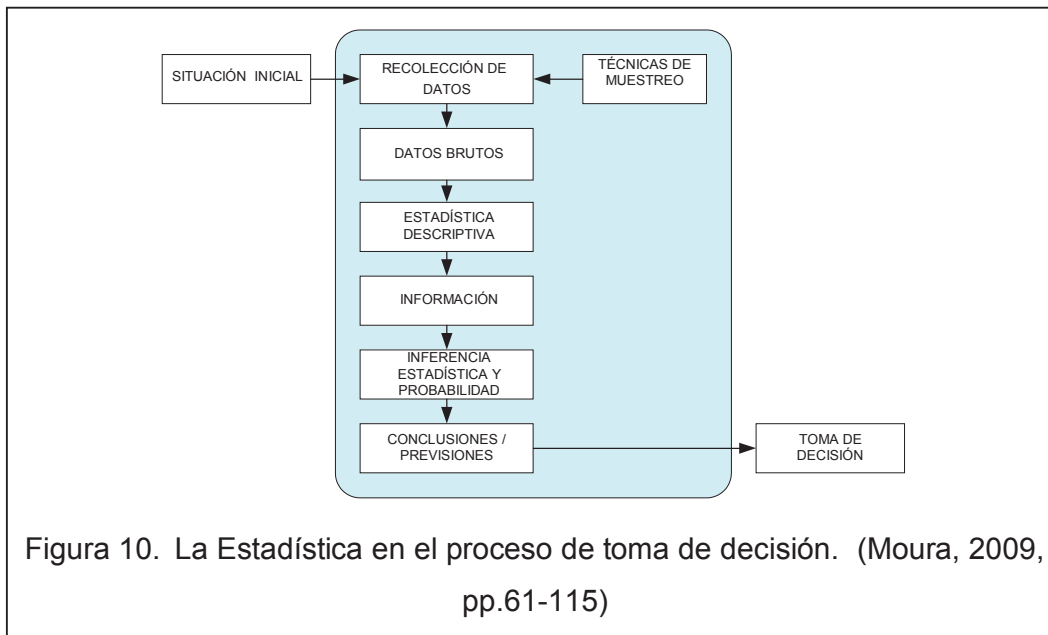 SITUACIÓN INICIAL
RECOLECCIÓN DE
DATOS
TÉCNICAS DE
MUESTREO
DATOS BRUTOS
ESTADÍSTICA
DESCRIPTIVA
INFORMACIÓN
INFERENCIA
ESTADÍSTICA Y
PROBABILIDAD
CONCLUSIONES /
PREVISIONES
TOMA DE
DECISIÓN
Figura 10. La Estadística en el proceso de toma de decisión. (Moura, 2009,
pp.61-115)